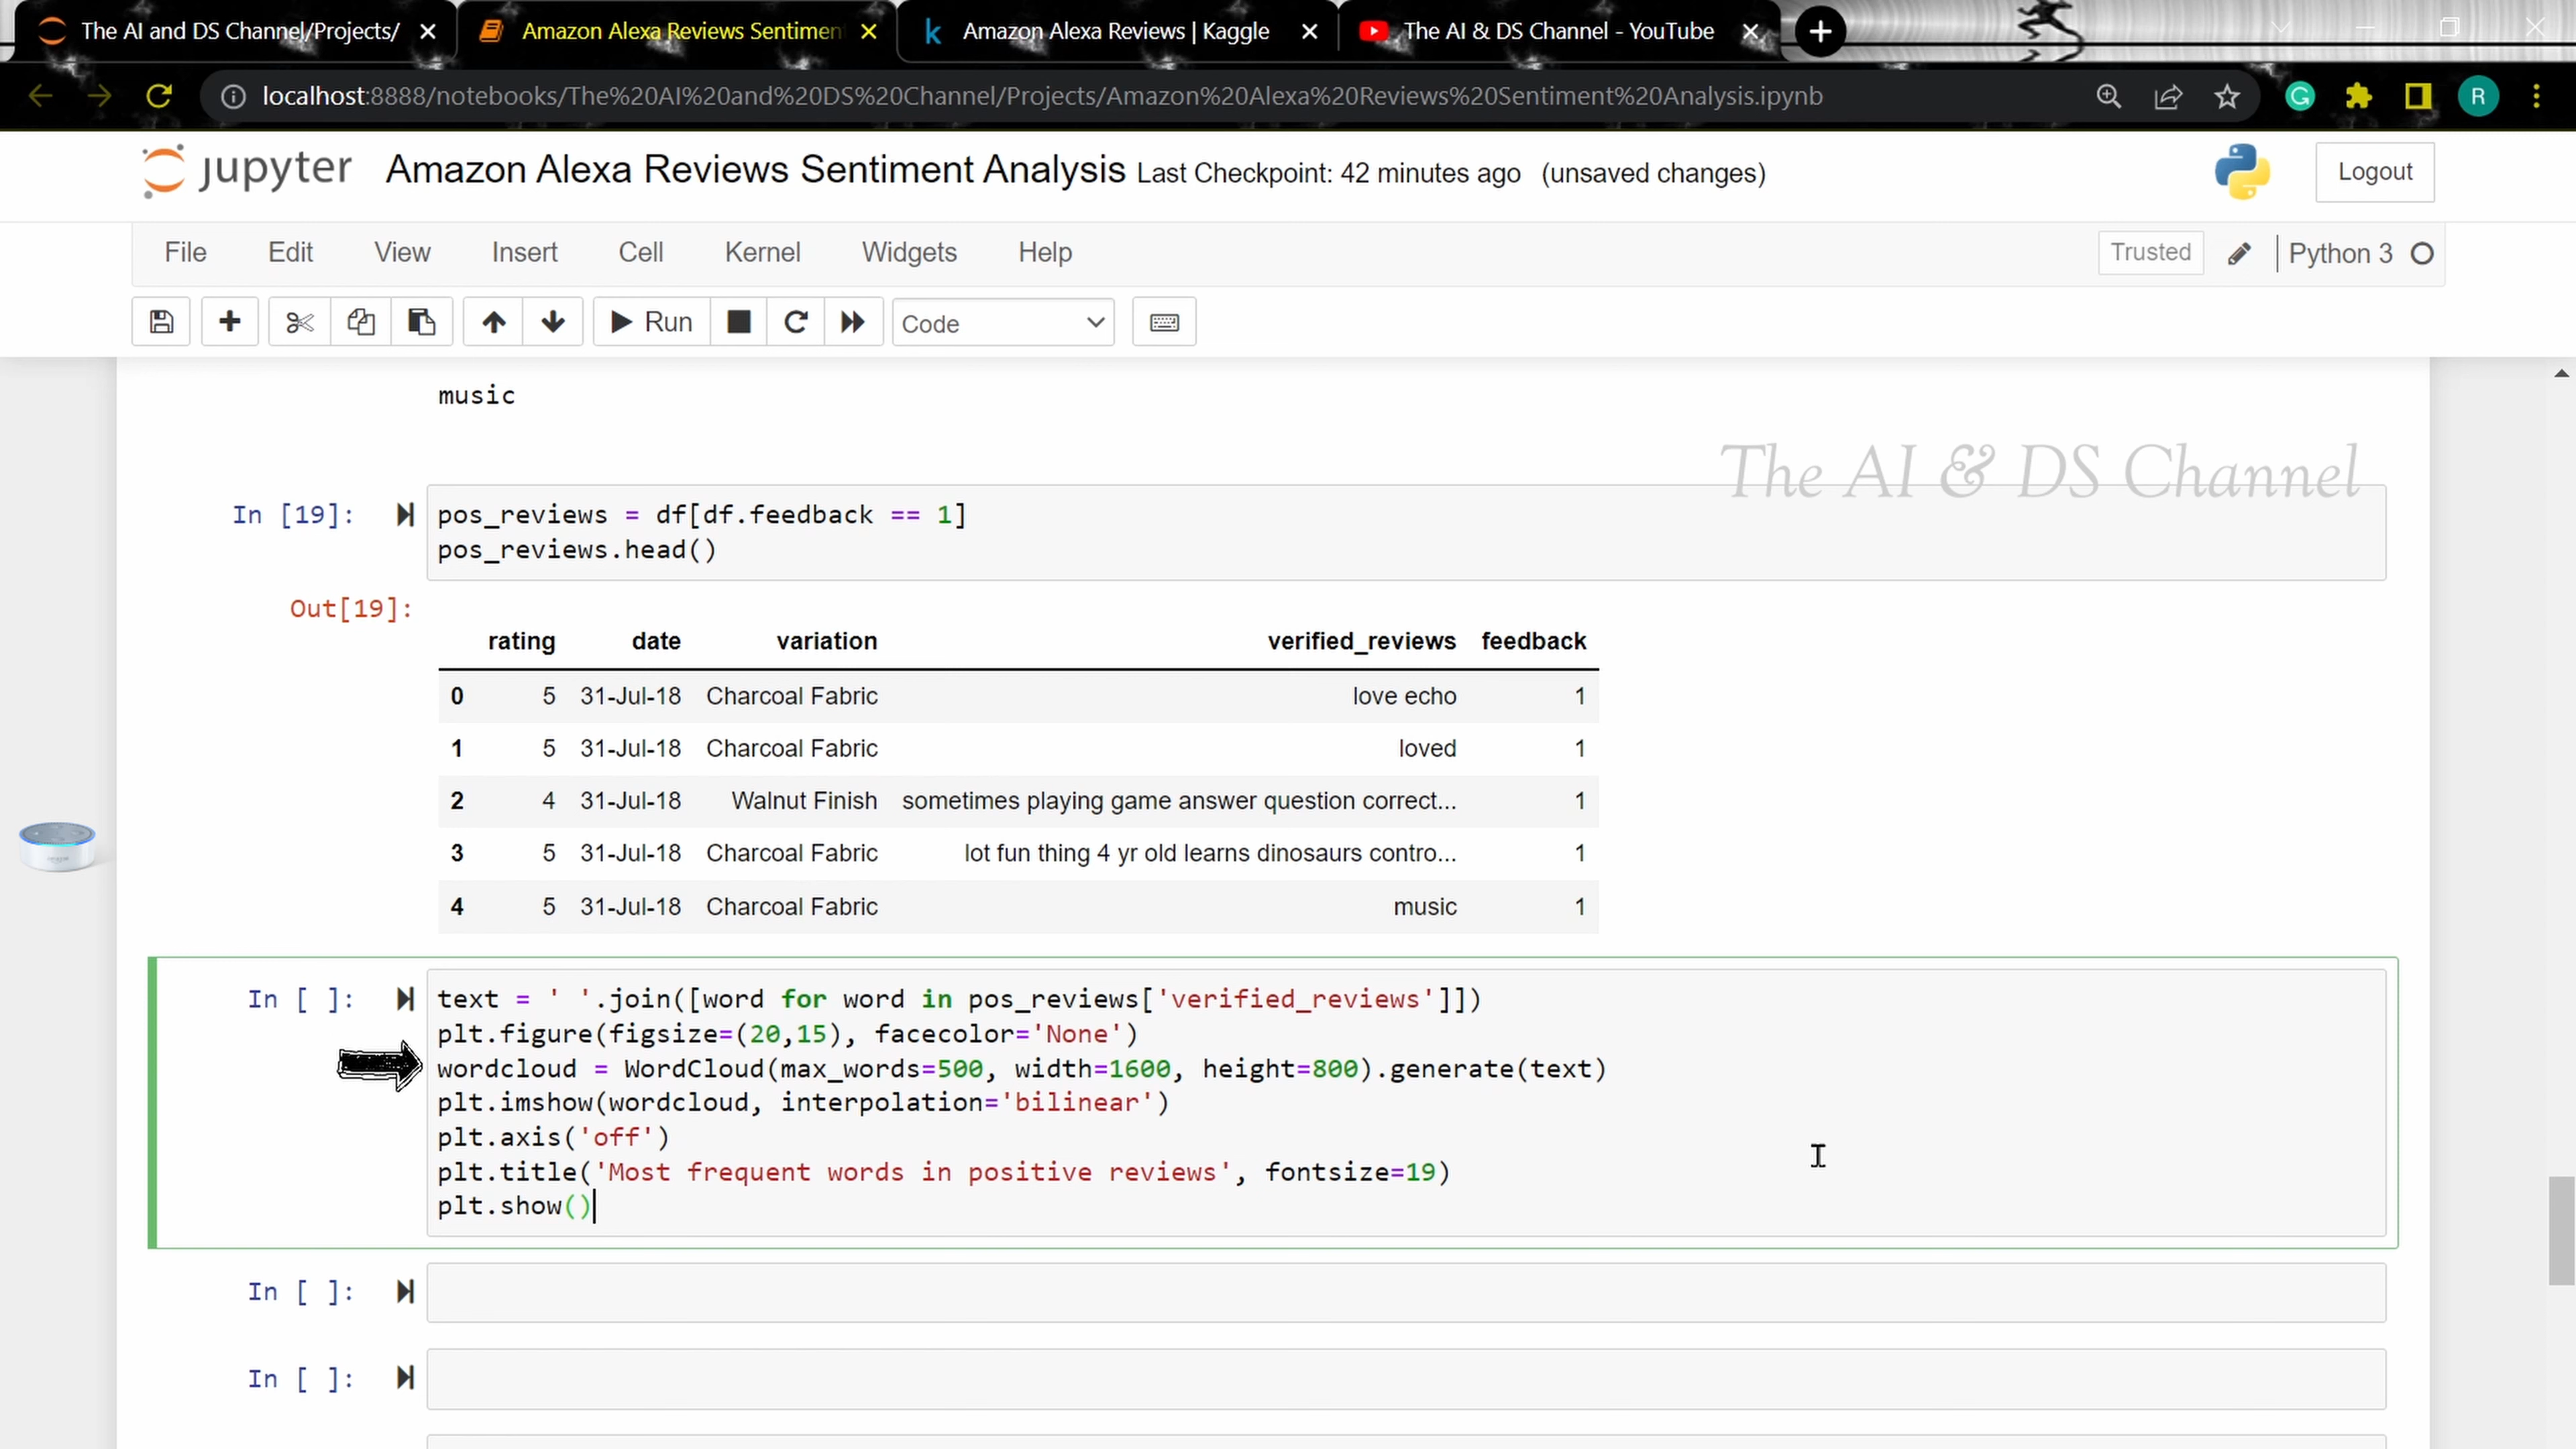 The AI and DS Channel/Projects/
Amazon Alexa Reviews Sentimen
Amazon Alexa Reviews | Kaggle
The AI & DS Channel - YouTube
localhost:8888/notebooks/The%20AI%20and%20DS%20Channel/Projects/Amazon%20Alexa%20Reviews%20Sentiment%20Analysis.ipynb
R
jupyter Amazon Alexa Reviews Sentiment Analysis Last Checkpoint: 42 minutes ago (unsaved changes)
Logout
File Edit View Insert Cell Kernel Widgets Help
Trusted
Python 3
Run
Code
music
The AI & DS Channel
In [19]:
pos_reviews = df[df.feedback == 1]
pos_reviews.head()
Out[19]:
rating date variation verified_reviews feedback
0 5 31-Jul-18 Charcoal Fabric love echo 1
1 5 31-Jul-18 Charcoal Fabric loved 1
2 4 31-Jul-18 Walnut Finish sometimes playing game answer question correct... 1
3 5 31-Jul-18 Charcoal Fabric lot fun thing 4 yr old learns dinosaurs contro... 1
4 5 31-Jul-18 Charcoal Fabric music 1
In [ ]:
text = ' '.join([word for word in pos_reviews['verified_reviews']])
plt.figure(figsize=(20,15), facecolor='None')
wordcloud = WordCloud(max_words=500, width=1600, height=800).generate(text)
plt.imshow(wordcloud, interpolation='bilinear')
plt.axis('off')
plt.title('Most frequent words in positive reviews', fontsize=19)
plt.show()
In [ ]:
In [ ]: